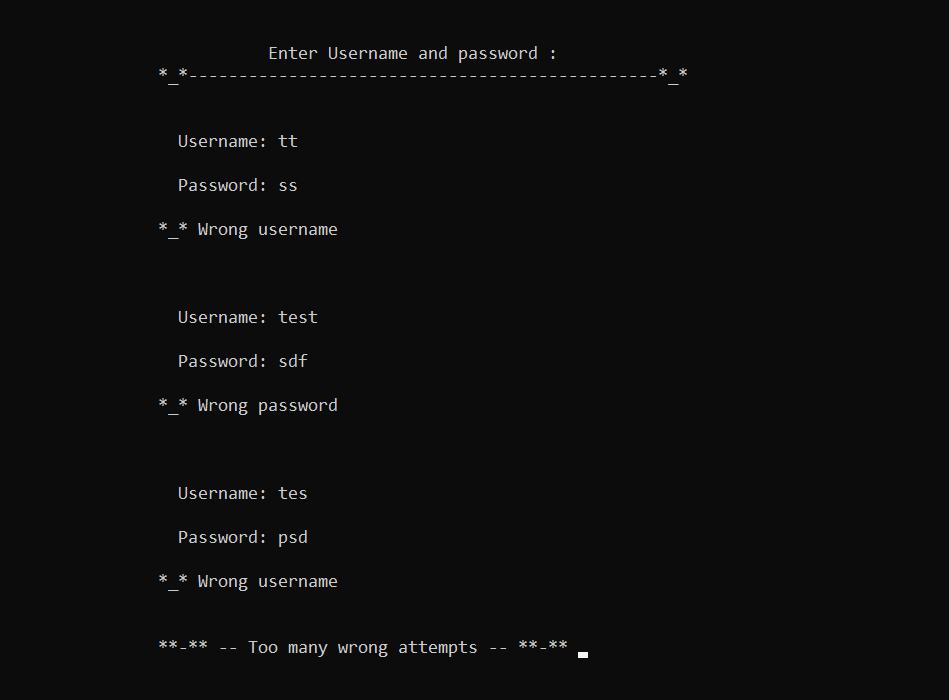 Enter Username and password :
*_*-----------------------------------------------*_*
Username: tt
Password: ss
*_* Wrong username
Username: test
Password: sdf
*_* Wrong password
Username: tes
Password: psd
*_* Wrong username
**-** -- Too many wrong attempts -- **-**